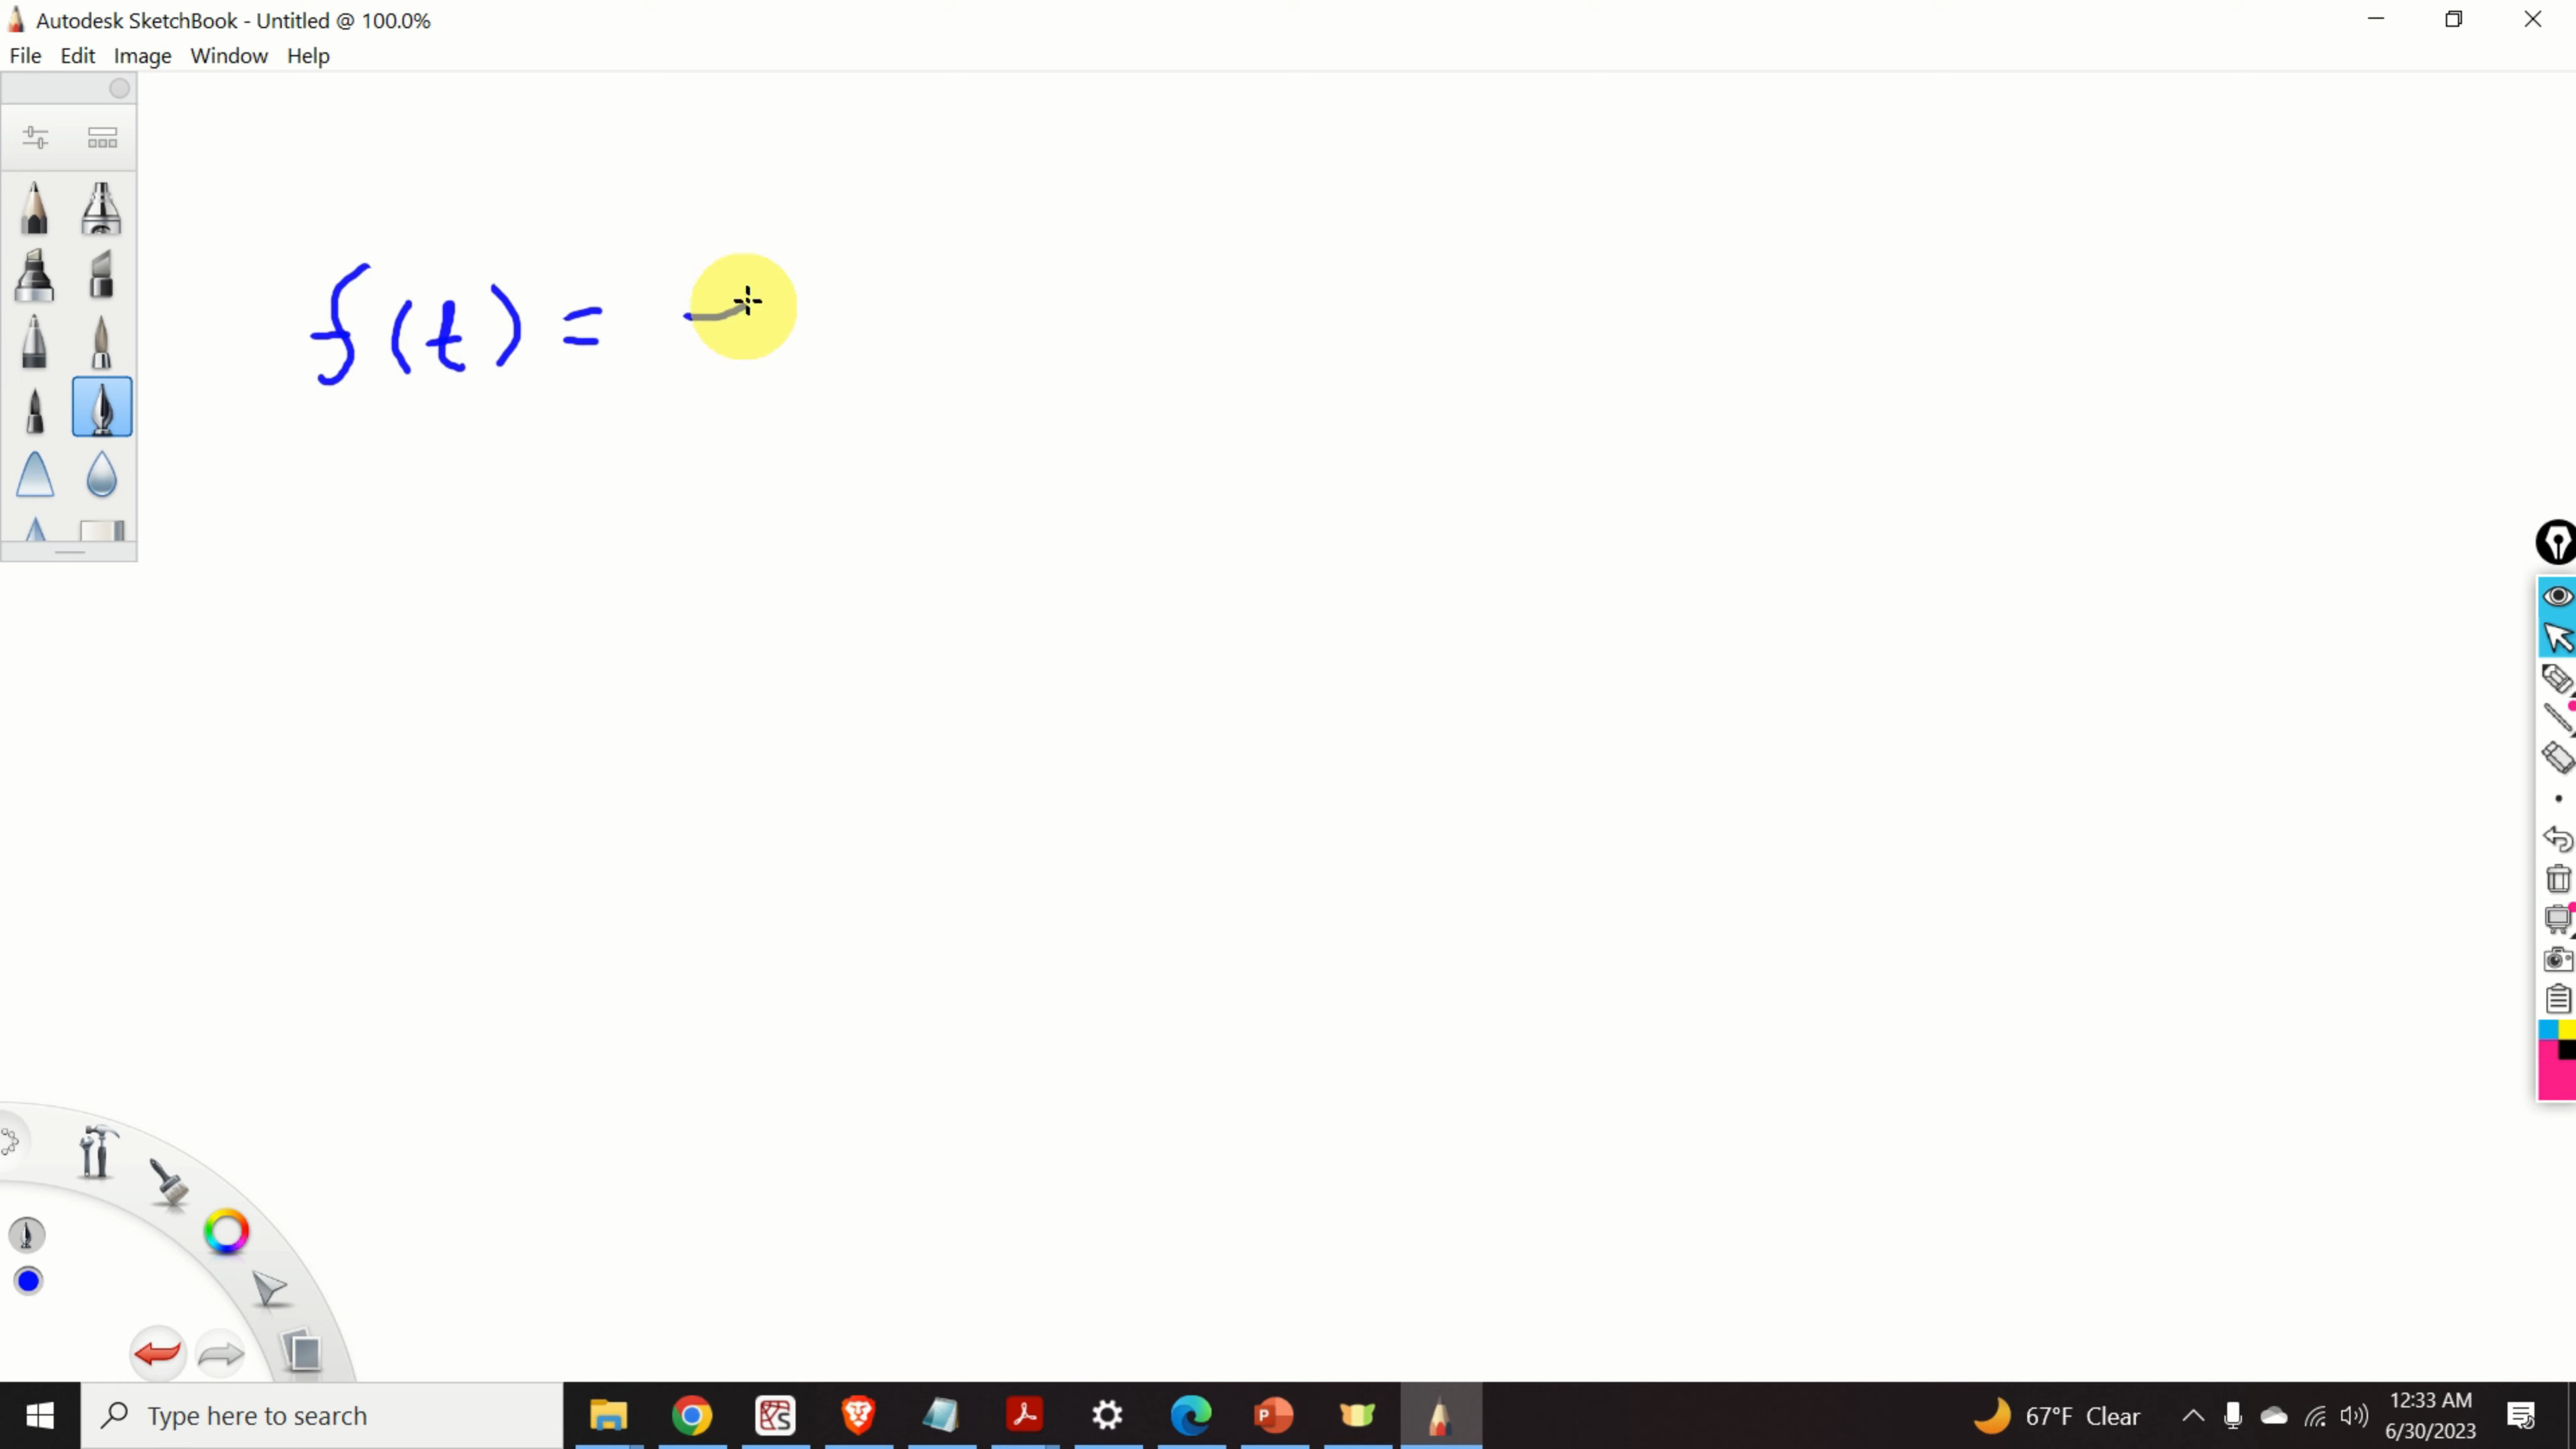 Autodesk SketchBook - Untitled @ 100.0%
File Edit Image Window Help
f(t) =
Type here to search
67°F Clear
12:33 AM
6/30/2023